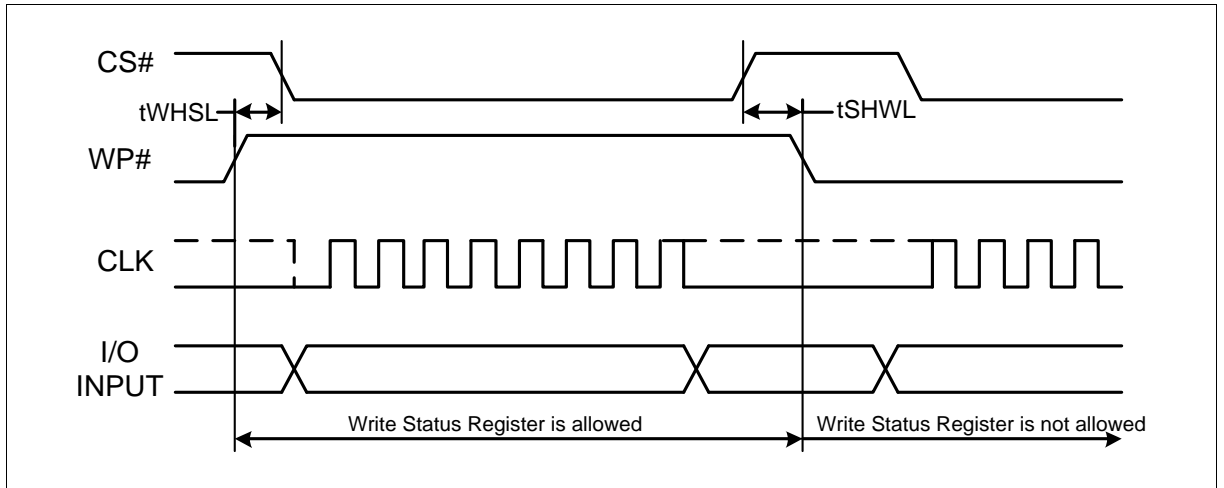 CS#
tWHSL
tSHWL
WP#
CLK
I/O
INPUT
Write Status Register is allowed
Write Status Register is not allowed